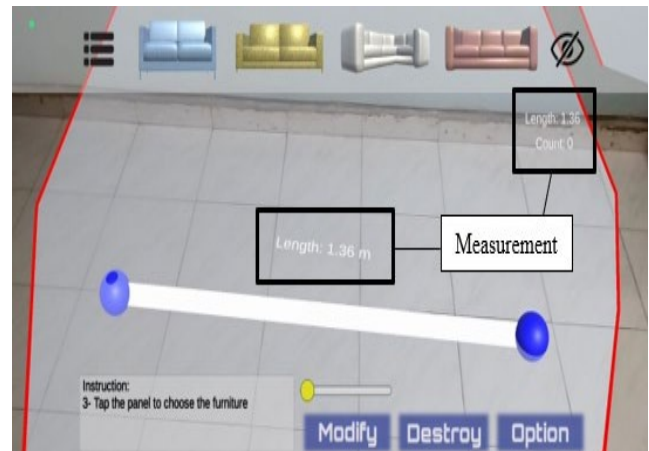 Length: 1.36
Count: 0
Length: 1.36 m
Measurement
Instruction:
3- Tap the panel to choose the furniture
Modify
Destroy
Option